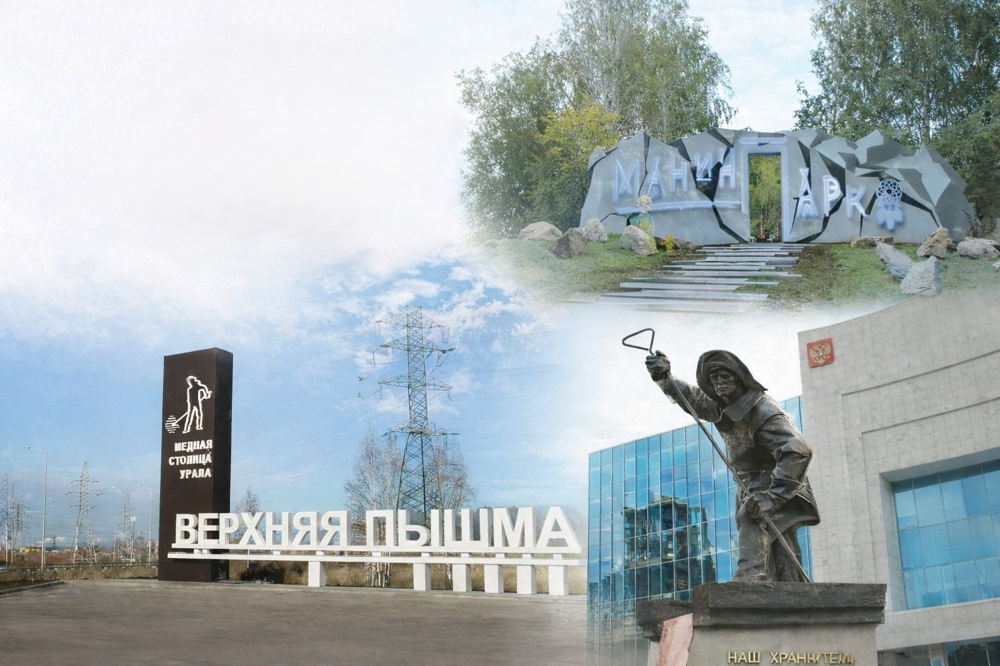 МАНИН ПАРК
МЕДНАЯ
СТОЛИЦА
УРАЛА
ВЕРХНЯЯ ПЫШМА
НАШ ХРАНИТЕЛЬ